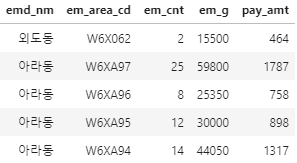 emd_nm em_area_cd em_cnt em_g pay_amt
외도동 W6X062 2 15500 464
아라동 W6XA97 25 59800 1787
아라동 W6XA96 8 25350 758
아라동 W6XA95 12 30000 898
아라동 W6XA94 14 44050 1317